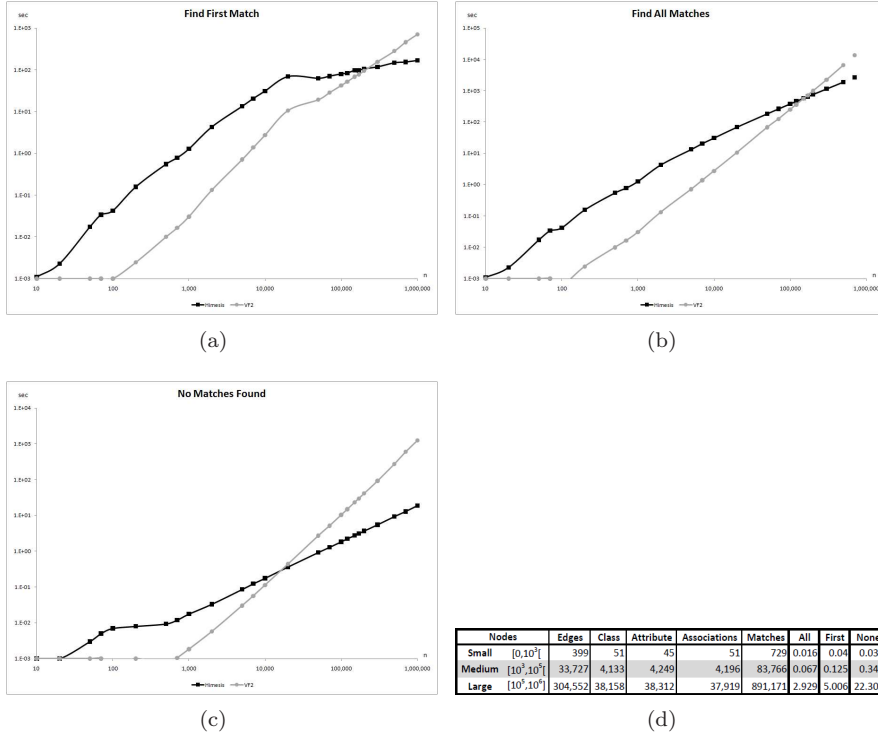 Find First Match
sec
1.E+03
1.E+02
1.E+01
1.E+00
1.E-01
1.E-02
1.E-03
10
100
1,000
10,000
100,000
1,000,000
n
Himesis
VF2
(a)
Find All Matches
sec
1.E+05
1.E+04
1.E+03
1.E+02
1.E+01
1.E+00
1.E-01
1.E-02
1.E-03
10
100
1,000
10,000
100,000
1,000,000
n
Himesis
VF2
(b)
No Matches Found
sec
1.E+04
1.E+03
1.E+02
1.E+01
1.E+00
1.E-01
1.E-02
1.E-03
10
100
1,000
10,000
100,000
1,000,000
n
Himesis
VF2
(c)
Nodes Edges Class Attribute Associations Matches All First None
Small [0,10³[ 399 51 45 51 729 0.016 0.04 0.03
Medium [10³,10⁵[ 33,727 4,133 4,249 4,196 83,766 0.067 0.125 0.34
Large [10⁵,10⁶] 304,552 38,158 38,312 37,919 891,171 2.929 5.006 22.30
(d)